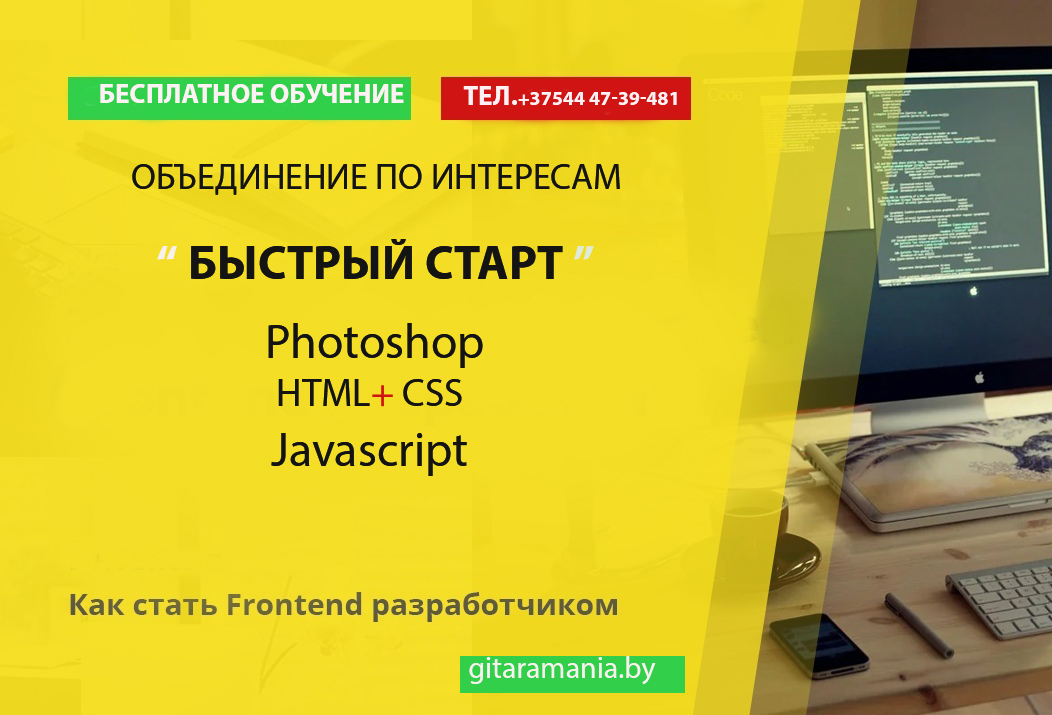 БЕСПЛАТНОЕ ОБУЧЕНИЕ
ТЕЛ.+37544 47-39-481
ОБЪЕДИНЕНИЕ ПО ИНТЕРЕСАМ
“ БЫСТРЫЙ СТАРТ ”
Photoshop
HTML+ CSS
Javascript
Как стать Frontend разработчиком
gitaramania.by